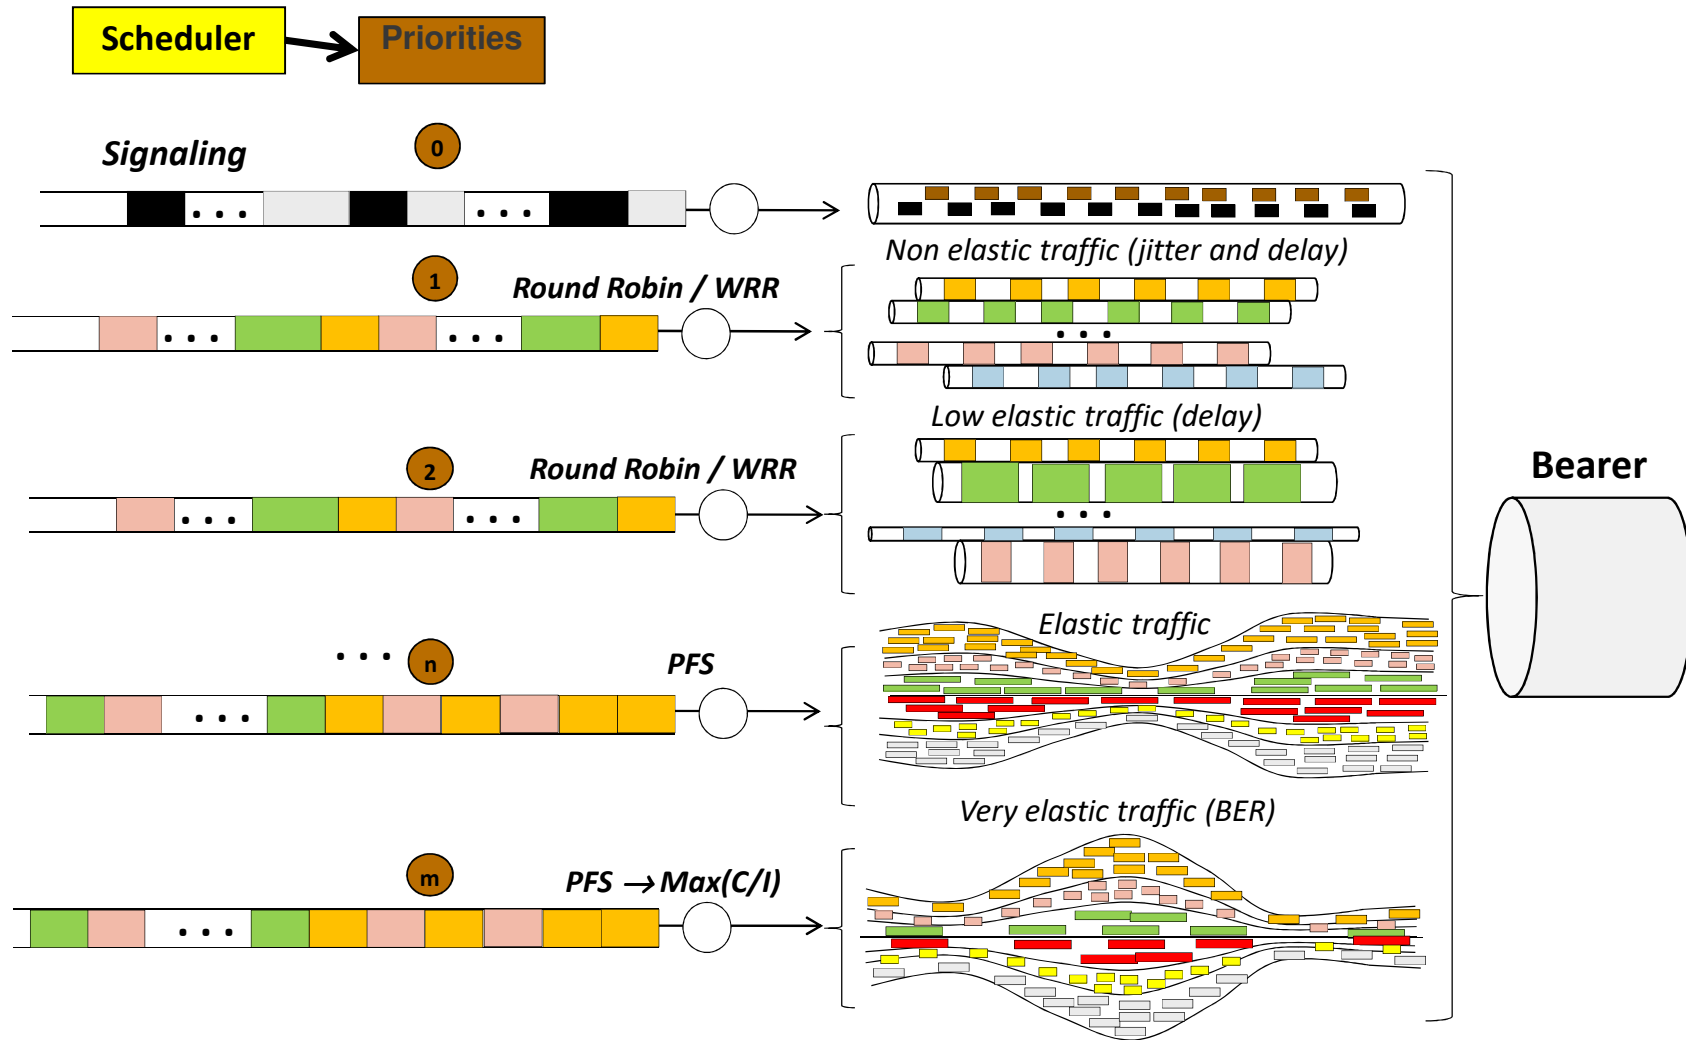 Scheduler
Priorities
Signaling
0
Non elastic traffic (jitter and delay)
1
Round Robin / WRR
Low elastic traffic (delay)
2
Round Robin / WRR
Bearer
Elastic traffic
n
PFS
Very elastic traffic (BER)
m
PFS → Max(C/I)